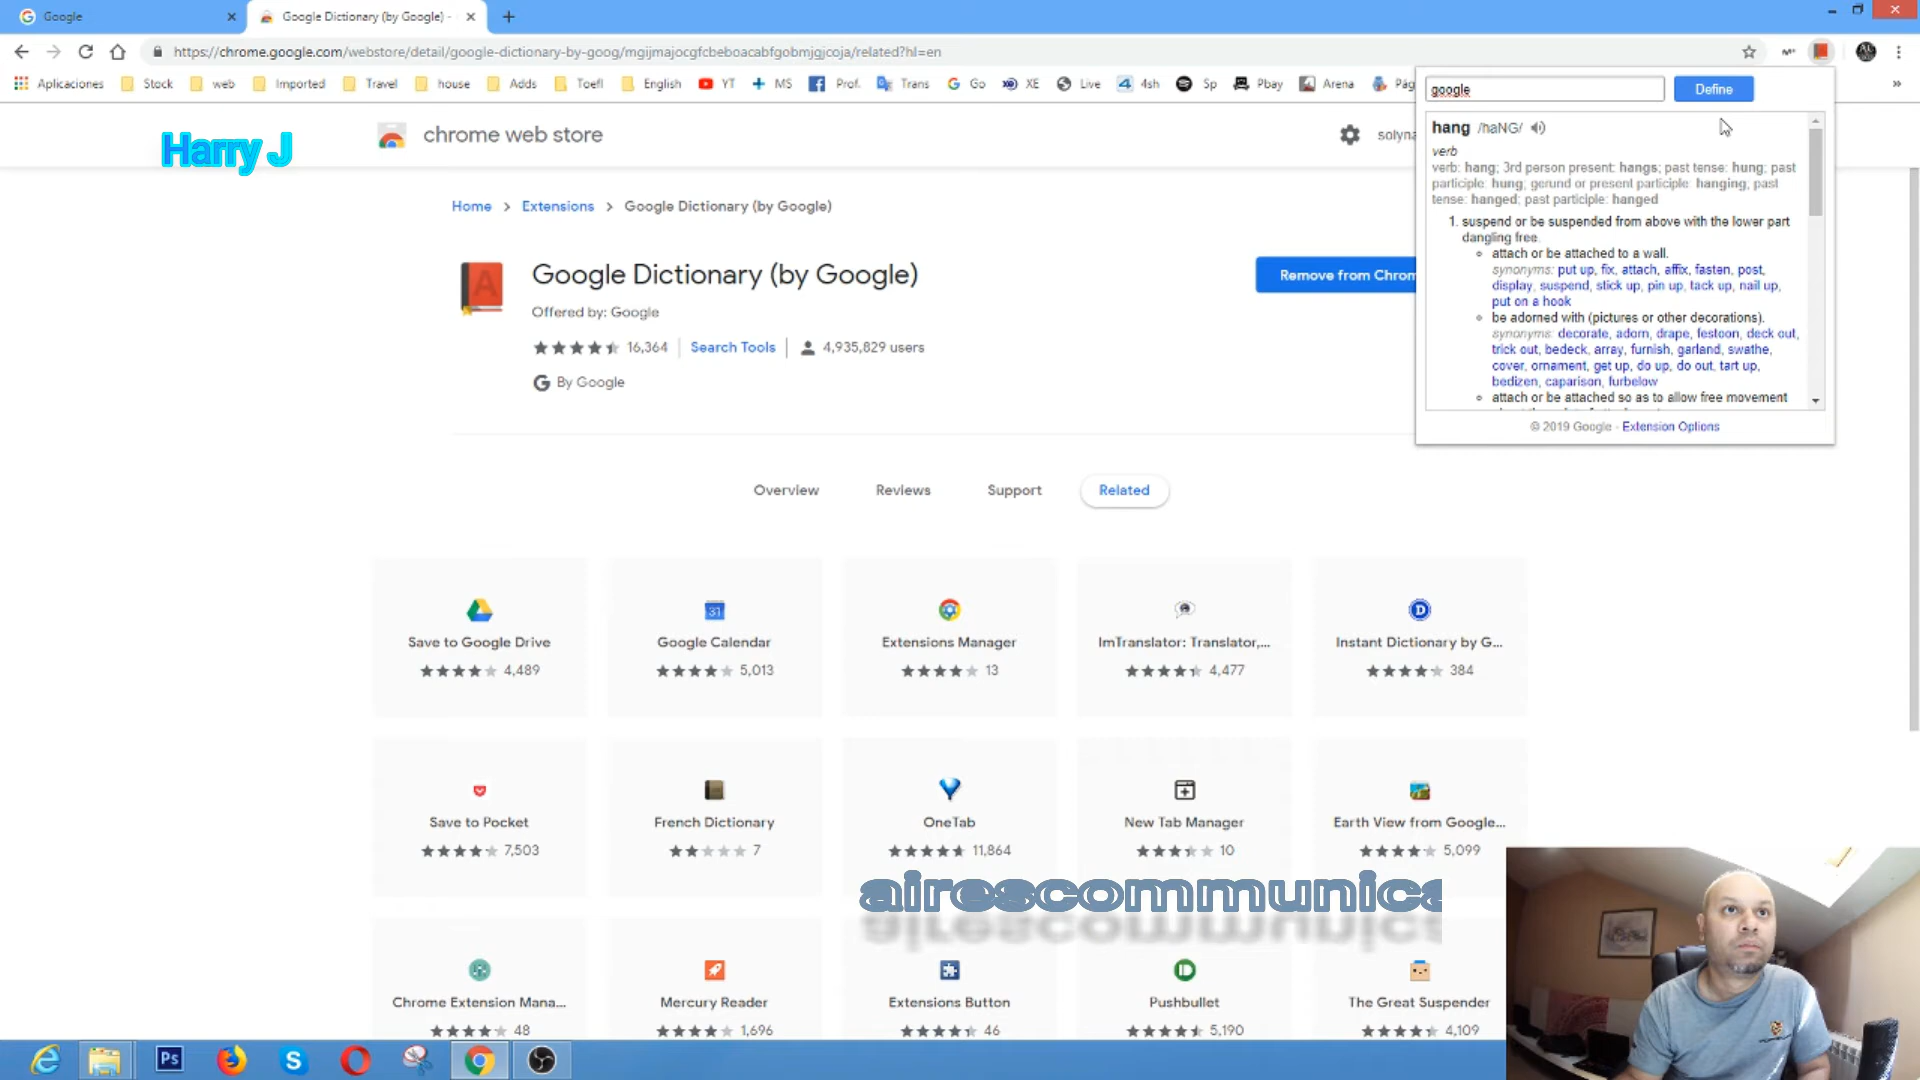 Google
Google Dictionary (by Google) -
https://chrome.google.com/webstore/detail/google-dictionary-by-goog/mgijmajocgfcbeboacabfgobmjgjcoja/related?hl=en
Aplicaciones Stock web Imported Travel house Adds Toefl English YT MS Prof. Trans Go XE Live 4sh Sp Pbay Arena Pág »
Harry J
chrome web store
solyna
google
Define
hang /haNG/
verb
verb: hang; 3rd person present: hangs; past tense: hung; past
participle: hung; gerund or present participle: hanging; past
tense: hanged; past participle: hanged
1. suspend or be suspended from above with the lower part
dangling free.
attach or be attached to a wall.
synonyms: put up, fix, attach, affix, fasten, post,
display, suspend, stick up, pin up, tack up, nail up,
put on a hook
be adorned with (pictures or other decorations).
synonyms: decorate, adorn, drape, festoon, deck out,
trick out, bedeck, array, furnish, garland, swathe,
cover, ornament, get up, do up, do out, tart up,
bedizen, caparison, furbelow
attach or be attached so as to allow free movement
© 2019 Google - Extension Options
Home > Extensions > Google Dictionary (by Google)
A
Google Dictionary (by Google)
Remove from Chrom
Offered by: Google
16,364 Search Tools 4,935,829 users
By Google
Overview Reviews Support Related
31
D
Save to Google Drive Google Calendar Extensions Manager ImTranslator: Translator,... Instant Dictionary by G...
4,489 5,013 13 4,477 384
Save to Pocket French Dictionary OneTab New Tab Manager Earth View from Google...
7,503 7 11,864 10 5,099
airescommunica
Chrome Extension Mana... Mercury Reader Extensions Button Pushbullet The Great Suspender
48 1,696 46 5,190 4,109
Ps